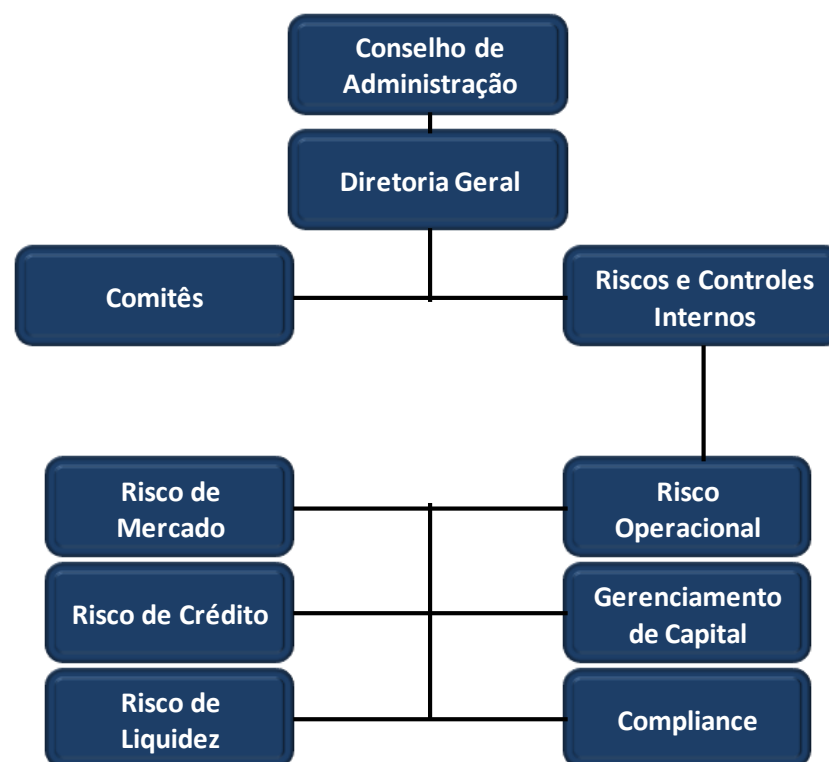 Conselho de
Administração
Diretoria Geral
Comitês
Riscos e Controles
Internos
Risco de
Mercado
Risco
Operacional
Risco de Crédito
Gerenciamento
de Capital
Risco de
Liquidez
Compliance